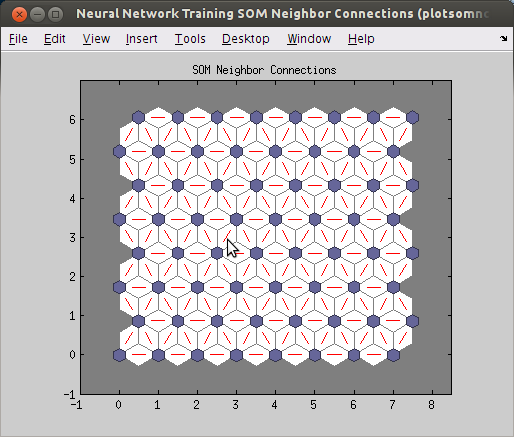 Neural Network Training SOM Neighbor Connections (plotsomnc
File Edit View Insert Tools Desktop Window Help
SOM Neighbor Connections
6
5
4
3
2
1
0
-1
-1 0 1 2 3 4 5 6 7 8